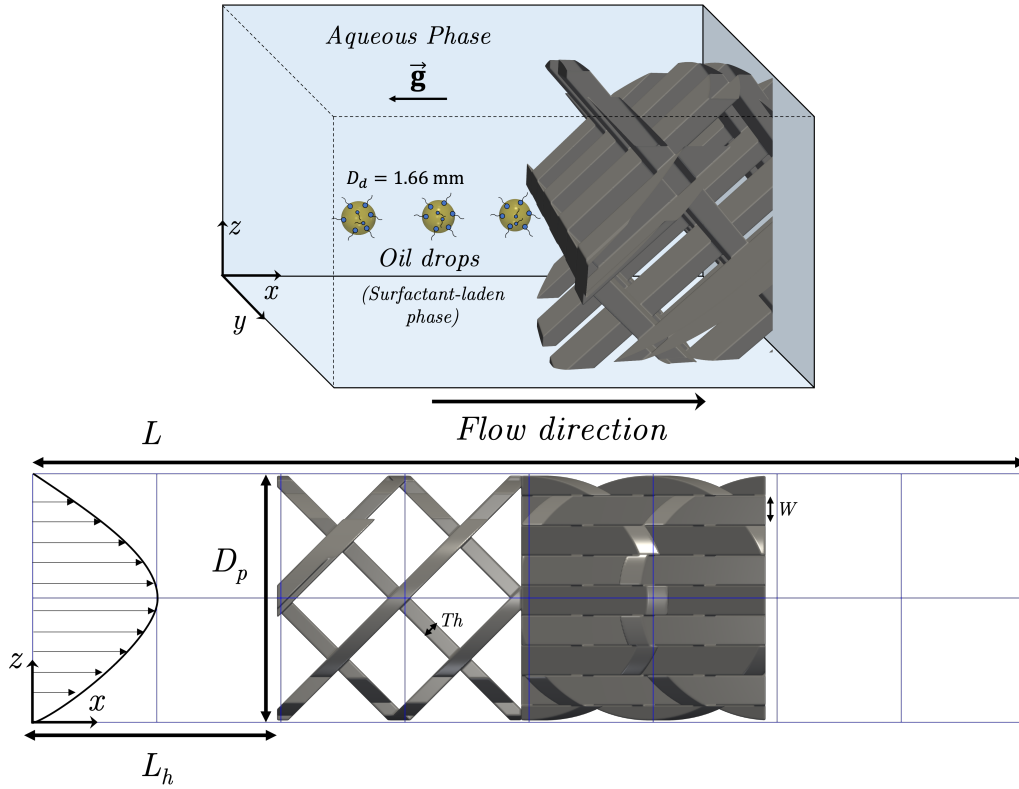 Aqueous Phase
g
D_d = 1.66 mm
z
Oil drops
x
(Surfactant-laden
phase)
y
Flow direction
L
W
D_p
Th
z
x
L_h